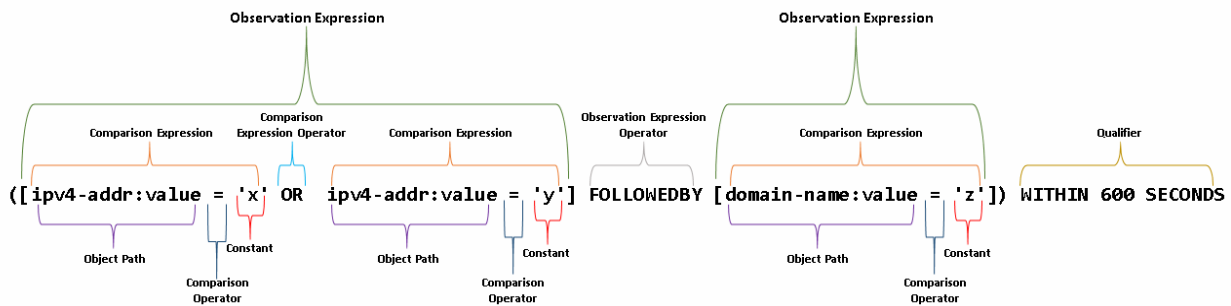 Observation Expression
Observation Expression
Comparison Expression
Comparison
Expression Operator
Comparison Expression
Observation Expression
Operator
Comparison Expression
Qualifier
([ipv4-addr:value = 'x' OR ipv4-addr:value = 'y'] FOLLOWEDBY [domain-name:value = 'z']) WITHIN 600 SECONDS
Object Path
Constant
Object Path
Constant
Object Path
Constant
Comparison
Operator
Comparison
Operator
Comparison
Operator